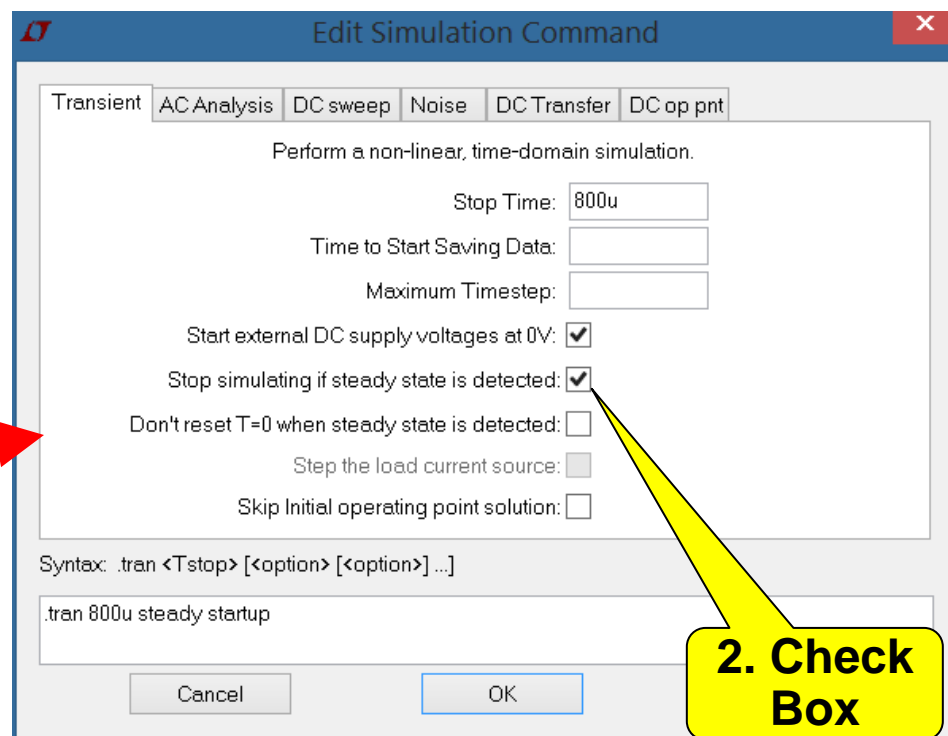 Edit Simulation Command
Transient AC Analysis DC sweep Noise DC Transfer DC op pnt
Perform a non-linear, time-domain simulation.
Stop Time: 800u
Time to Start Saving Data:
Maximum Timestep:
Start external DC supply voltages at 0V:
Stop simulating if steady state is detected:
Don't reset T=0 when steady state is detected:
Step the load current source:
Skip Initial operating point solution:
Syntax: .tran <Tstop> [<option> [<option>] ...]
.tran 800u steady startup
Cancel OK
2. Check
Box